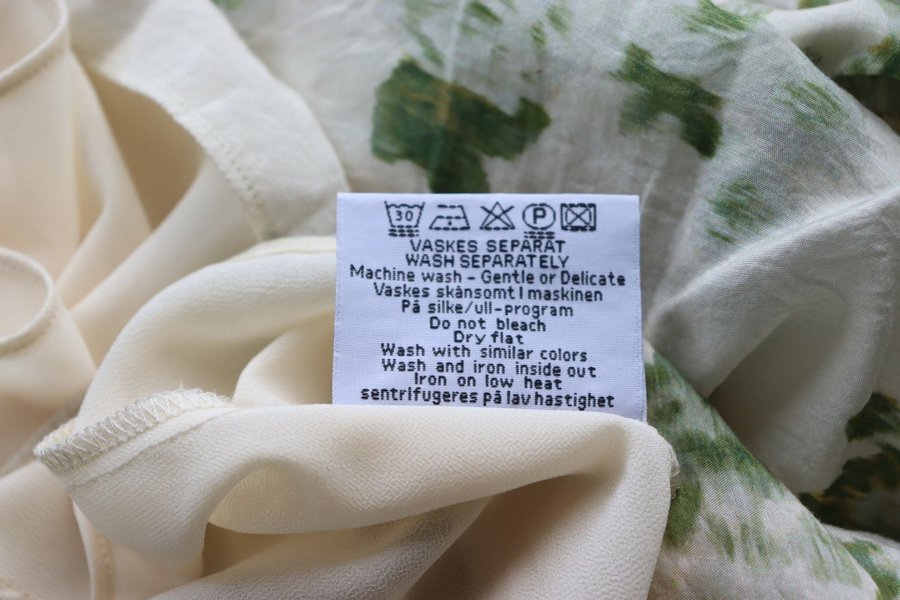 30 P
VASKES SEPARAT
WASH SEPARATELY
Machine wash - Gentle or Delicate
Vaskes skånsomt I maskinen
På silke/ull-program
Do not bleach
Dry flat
Wash with similar colors
Wash and iron inside out
Iron on low heat
sentrifugeres på lav hastighet